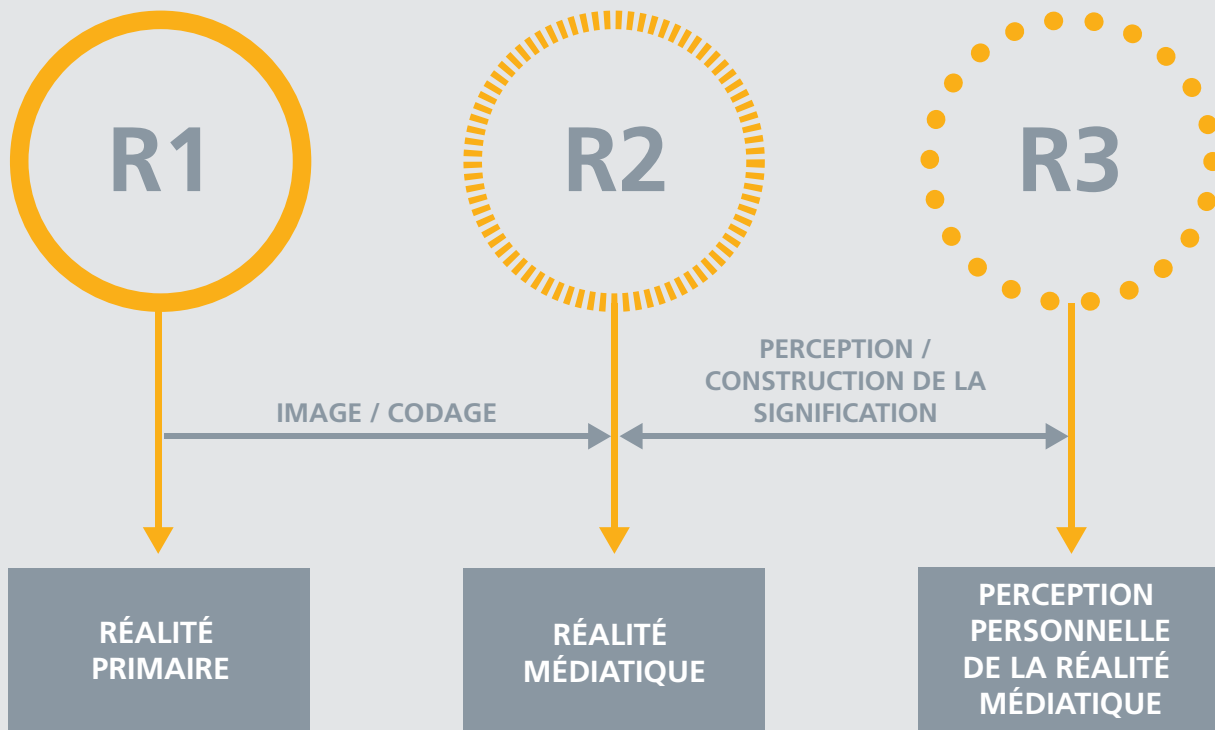 R1
R2
R3
IMAGE / CODAGE
PERCEPTION /
CONSTRUCTION DE LA
SIGNIFICATION
RÉALITÉ
PRIMAIRE
RÉALITÉ
MÉDIATIQUE
PERCEPTION
PERSONNELLE
DE LA RÉALITÉ
MÉDIATIQUE